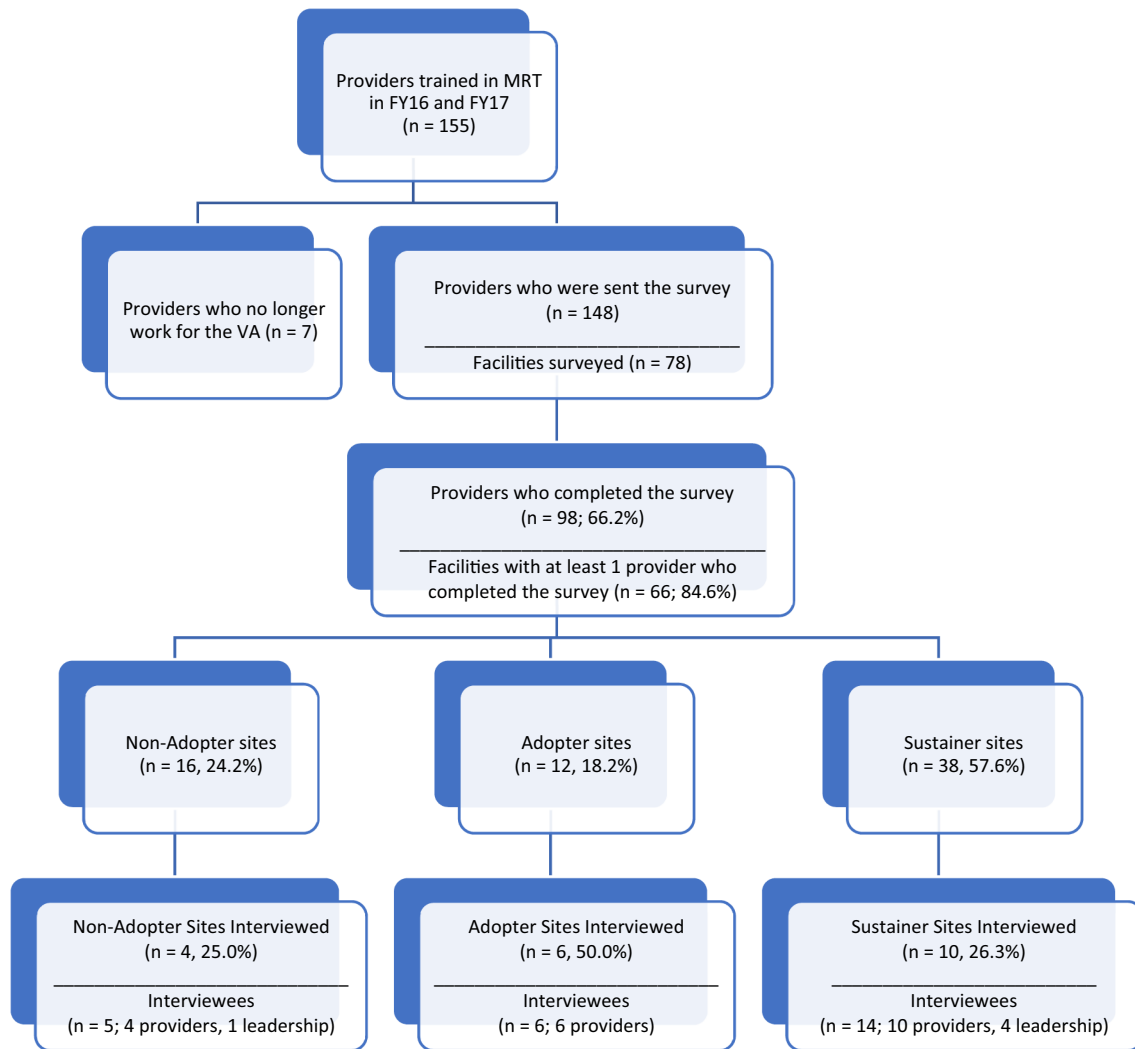 Providers trained in MRT
in FY16 and FY17
(n = 155)
Providers who no longer
work for the VA (n = 7)
Providers who were sent the survey
(n = 148)
Facilities surveyed (n = 78)
Providers who completed the survey
(n = 98; 66.2%)
Facilities with at least 1 provider who
completed the survey (n = 66; 84.6%)
Non-Adopter sites
(n = 16, 24.2%)
Adopter sites
(n = 12, 18.2%)
Sustainer sites
(n = 38, 57.6%)
Non-Adopter Sites Interviewed
(n = 4, 25.0%)
Interviewees
(n = 5; 4 providers, 1 leadership)
Adopter Sites Interviewed
(n = 6, 50.0%)
Interviewees
(n = 6; 6 providers)
Sustainer Sites Interviewed
(n = 10, 26.3%)
Interviewees
(n = 14; 10 providers, 4 leadership)